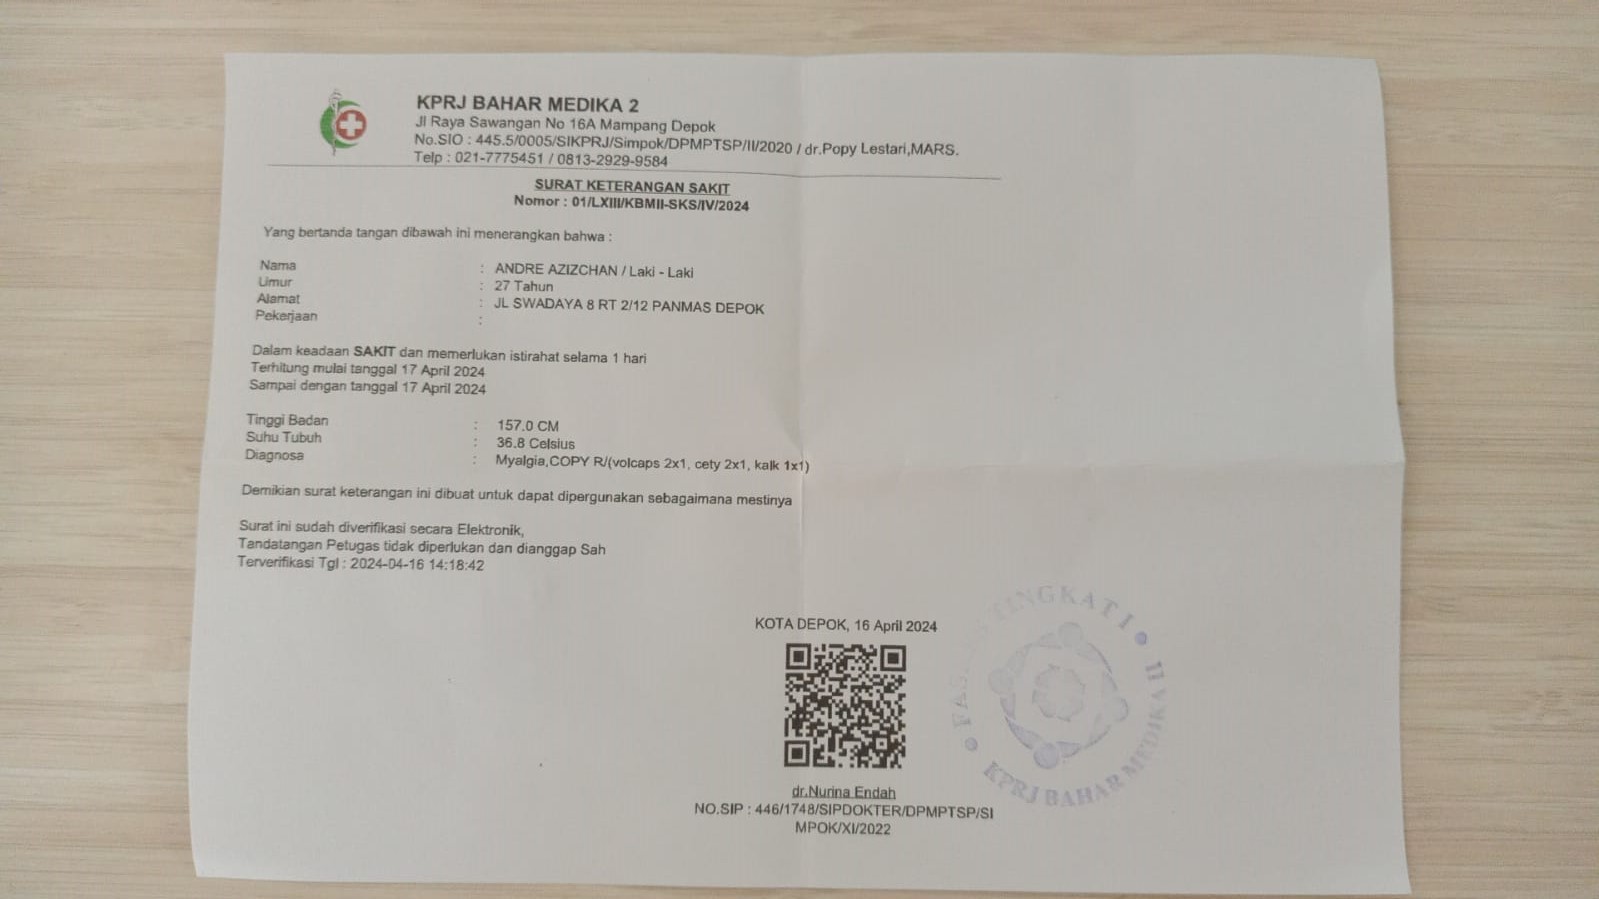 KPRJ BAHAR MEDIKA 2
Jl Raya Sawangan No 16A Mampang Depok
No.SIO : 445.5/0005/SIKPRJ/Simpok/DPMPTSP/II/2020 / dr.Popy Lestari,MARS.
Telp : 021-7775451 / 0813-2929-9584
SURAT KETERANGAN SAKIT
Nomor : 01/LXIII/KBMII-SKS/IV/2024
Yang bertanda tangan dibawah ini menerangkan bahwa :
Nama : ANDRE AZIZCHAN / Laki - Laki
Umur : 27 Tahun
Alamat : JL SWADAYA 8 RT 2/12 PANMAS DEPOK
Pekerjaan :
Dalam keadaan SAKIT dan memerlukan istirahat selama 1 hari
Terhitung mulai tanggal 17 April 2024
Sampai dengan tanggal 17 April 2024
Tinggi Badan : 157.0 CM
Suhu Tubuh : 36.8 Celsius
Diagnosa : Myalgia,COPY R/(volcaps 2x1, cety 2x1, kalk 1x1)
Demikian surat keterangan ini dibuat untuk dapat dipergunakan sebagaimana mestinya
Surat ini sudah diverifikasi secara Elektronik,
Tandatangan Petugas tidak diperlukan dan dianggap Sah
Terverifikasi Tgl : 2024-04-16 14:18:42
KOTA DEPOK, 16 April 2024
dr.Nurina Endah
NO.SIP : 446/1748/SIPDOKTER/DPMPTSP/SI
MPOK/XI/2022
TINGKAT I
KPRJ BAHAR MEDIKA II